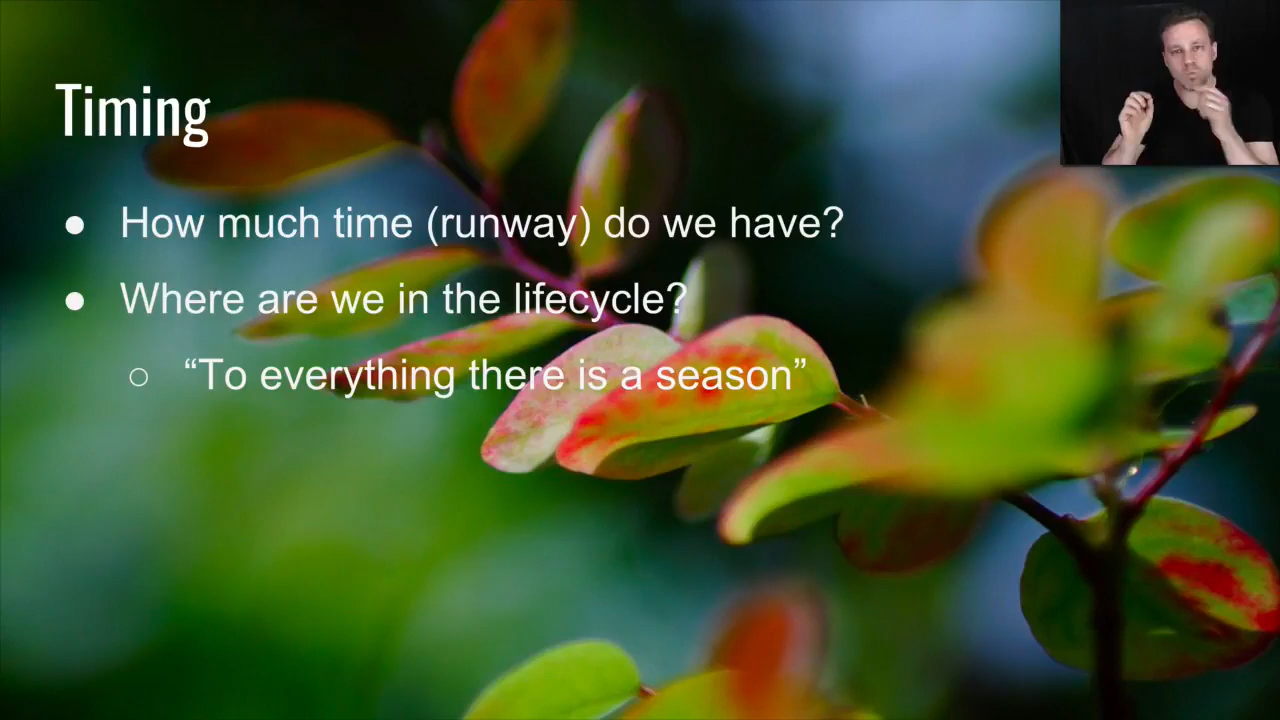 Timing
● How much time (runway) do we have?
● Where are we in the lifecycle?
○ “To everything there is a season”